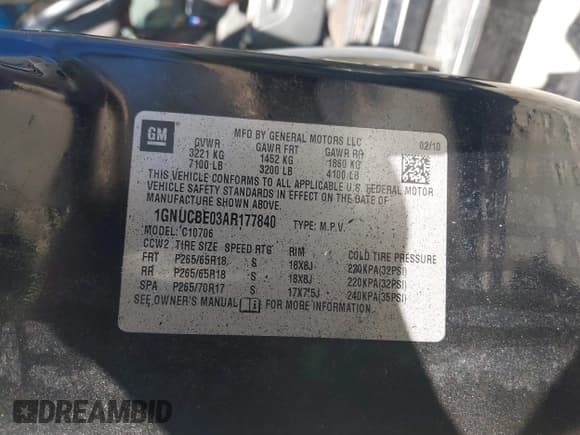 GM
MFD BY GENERAL MOTORS LLC
02/10
GVWR GAWR FRT GAWR RR
3221 KG 1452 KG 1860 KG
7100 LB 3200 LB 4100 LB
THIS VEHICLE CONFORMS TO ALL APPLICABLE U.S. FEDERAL MOTOR
VEHICLE SAFETY STANDARDS IN EFFECT ON THE DATE OF
MANUFACTURE SHOWN ABOVE.
1GNUCBE03AR177840 TYPE: M.P.V.
MODEL: C10706
CCW2 TIRE SIZE SPEED RTG RIM COLD TIRE PRESSURE
FRT P265/65R18 S 18X8J 220KPA(32PSI)
RR P265/65R18 S 18X8J 220KPA(32PSI)
SPA P265/70R17 S 17X7.5J 240KPA(35PSI)
SEE OWNER'S MANUAL FOR MORE INFORMATION.
DREAMBID